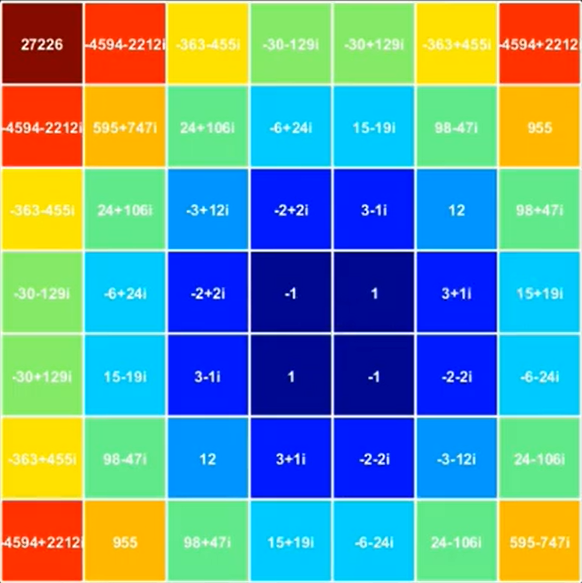 27226 -4594-2212i -363-455i -30-129i -30+129i -363+455i -4594+2212
-4594-2212i 595+747i 24+106i -6+24i 15-19i 98-47i 955
-363-455i 24+106i -3+12i -2+2i 3-1i 12 98+47i
-30-129i -6+24i -2+2i -1 1 3+1i 15+19i
-30+129i 15-19i 3-1i 1 -1 -2-2i -6-24i
-363+455i 98-47i 12 3+1i -2-2i -3-12i 24-106i
-4594+2212i 955 98+47i 15+19i -6-24i 24-106i 595-747i